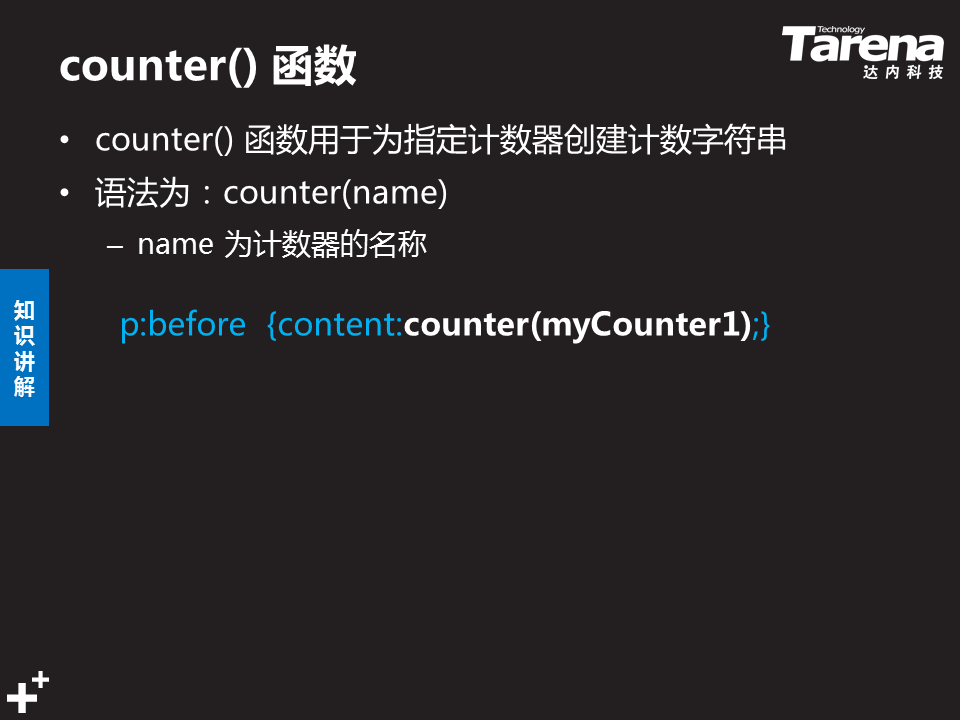 counter() 函数
Technology
Tarena
达内科技
• counter() 函数用于为指定计数器创建计数字符串
• 语法为：counter(name)
– name 为计数器的名称
知识讲解
p:before {content:counter(myCounter1);}